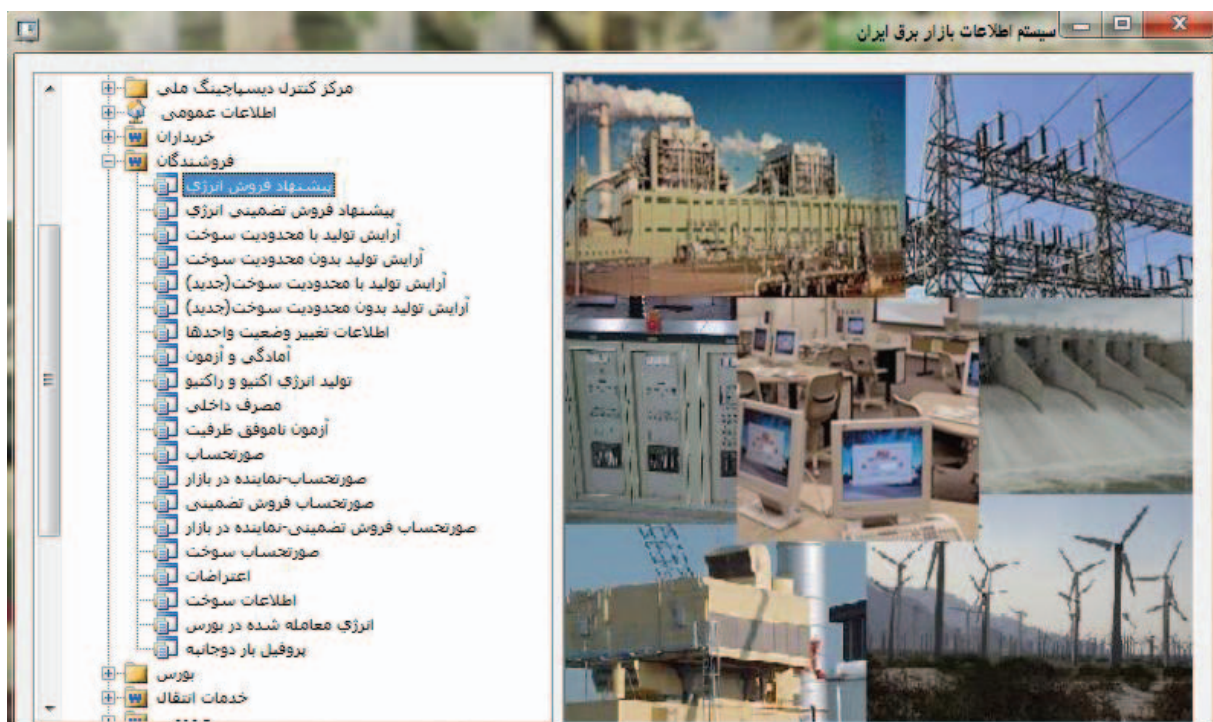 سیستم اطلاعات بازار برق ایران
مرکز کنترل دیسپاچینگ ملی
اطلاعات عمومی
خریداران
فروشندگان
پیشنهاد فروش انرژی
پیشنهاد فروش تضمینی انرژی
آرایش تولید با محدودیت سوخت
آرایش تولید بدون محدودیت سوخت
آرایش تولید با محدودیت سوخت(جدید)
آرایش تولید بدون محدودیت سوخت(جدید)
اطلاعات تغییر وضعیت واحدها
آمادگی و آزمون
تولید انرژی اکتیو و راکتیو
مصرف داخلی
آزمون ناموفق ظرفیت
صورتحساب
صورتحساب-نماینده در بازار
صورتحساب فروش تضمینی
صورتحساب فروش تضمینی-نماینده در بازار
صورتحساب سوخت
اعتراضات
اطلاعات سوخت
انرژی معامله شده در بورس
پروفیل بار دوجانبه
بورس
خدمات انتقال